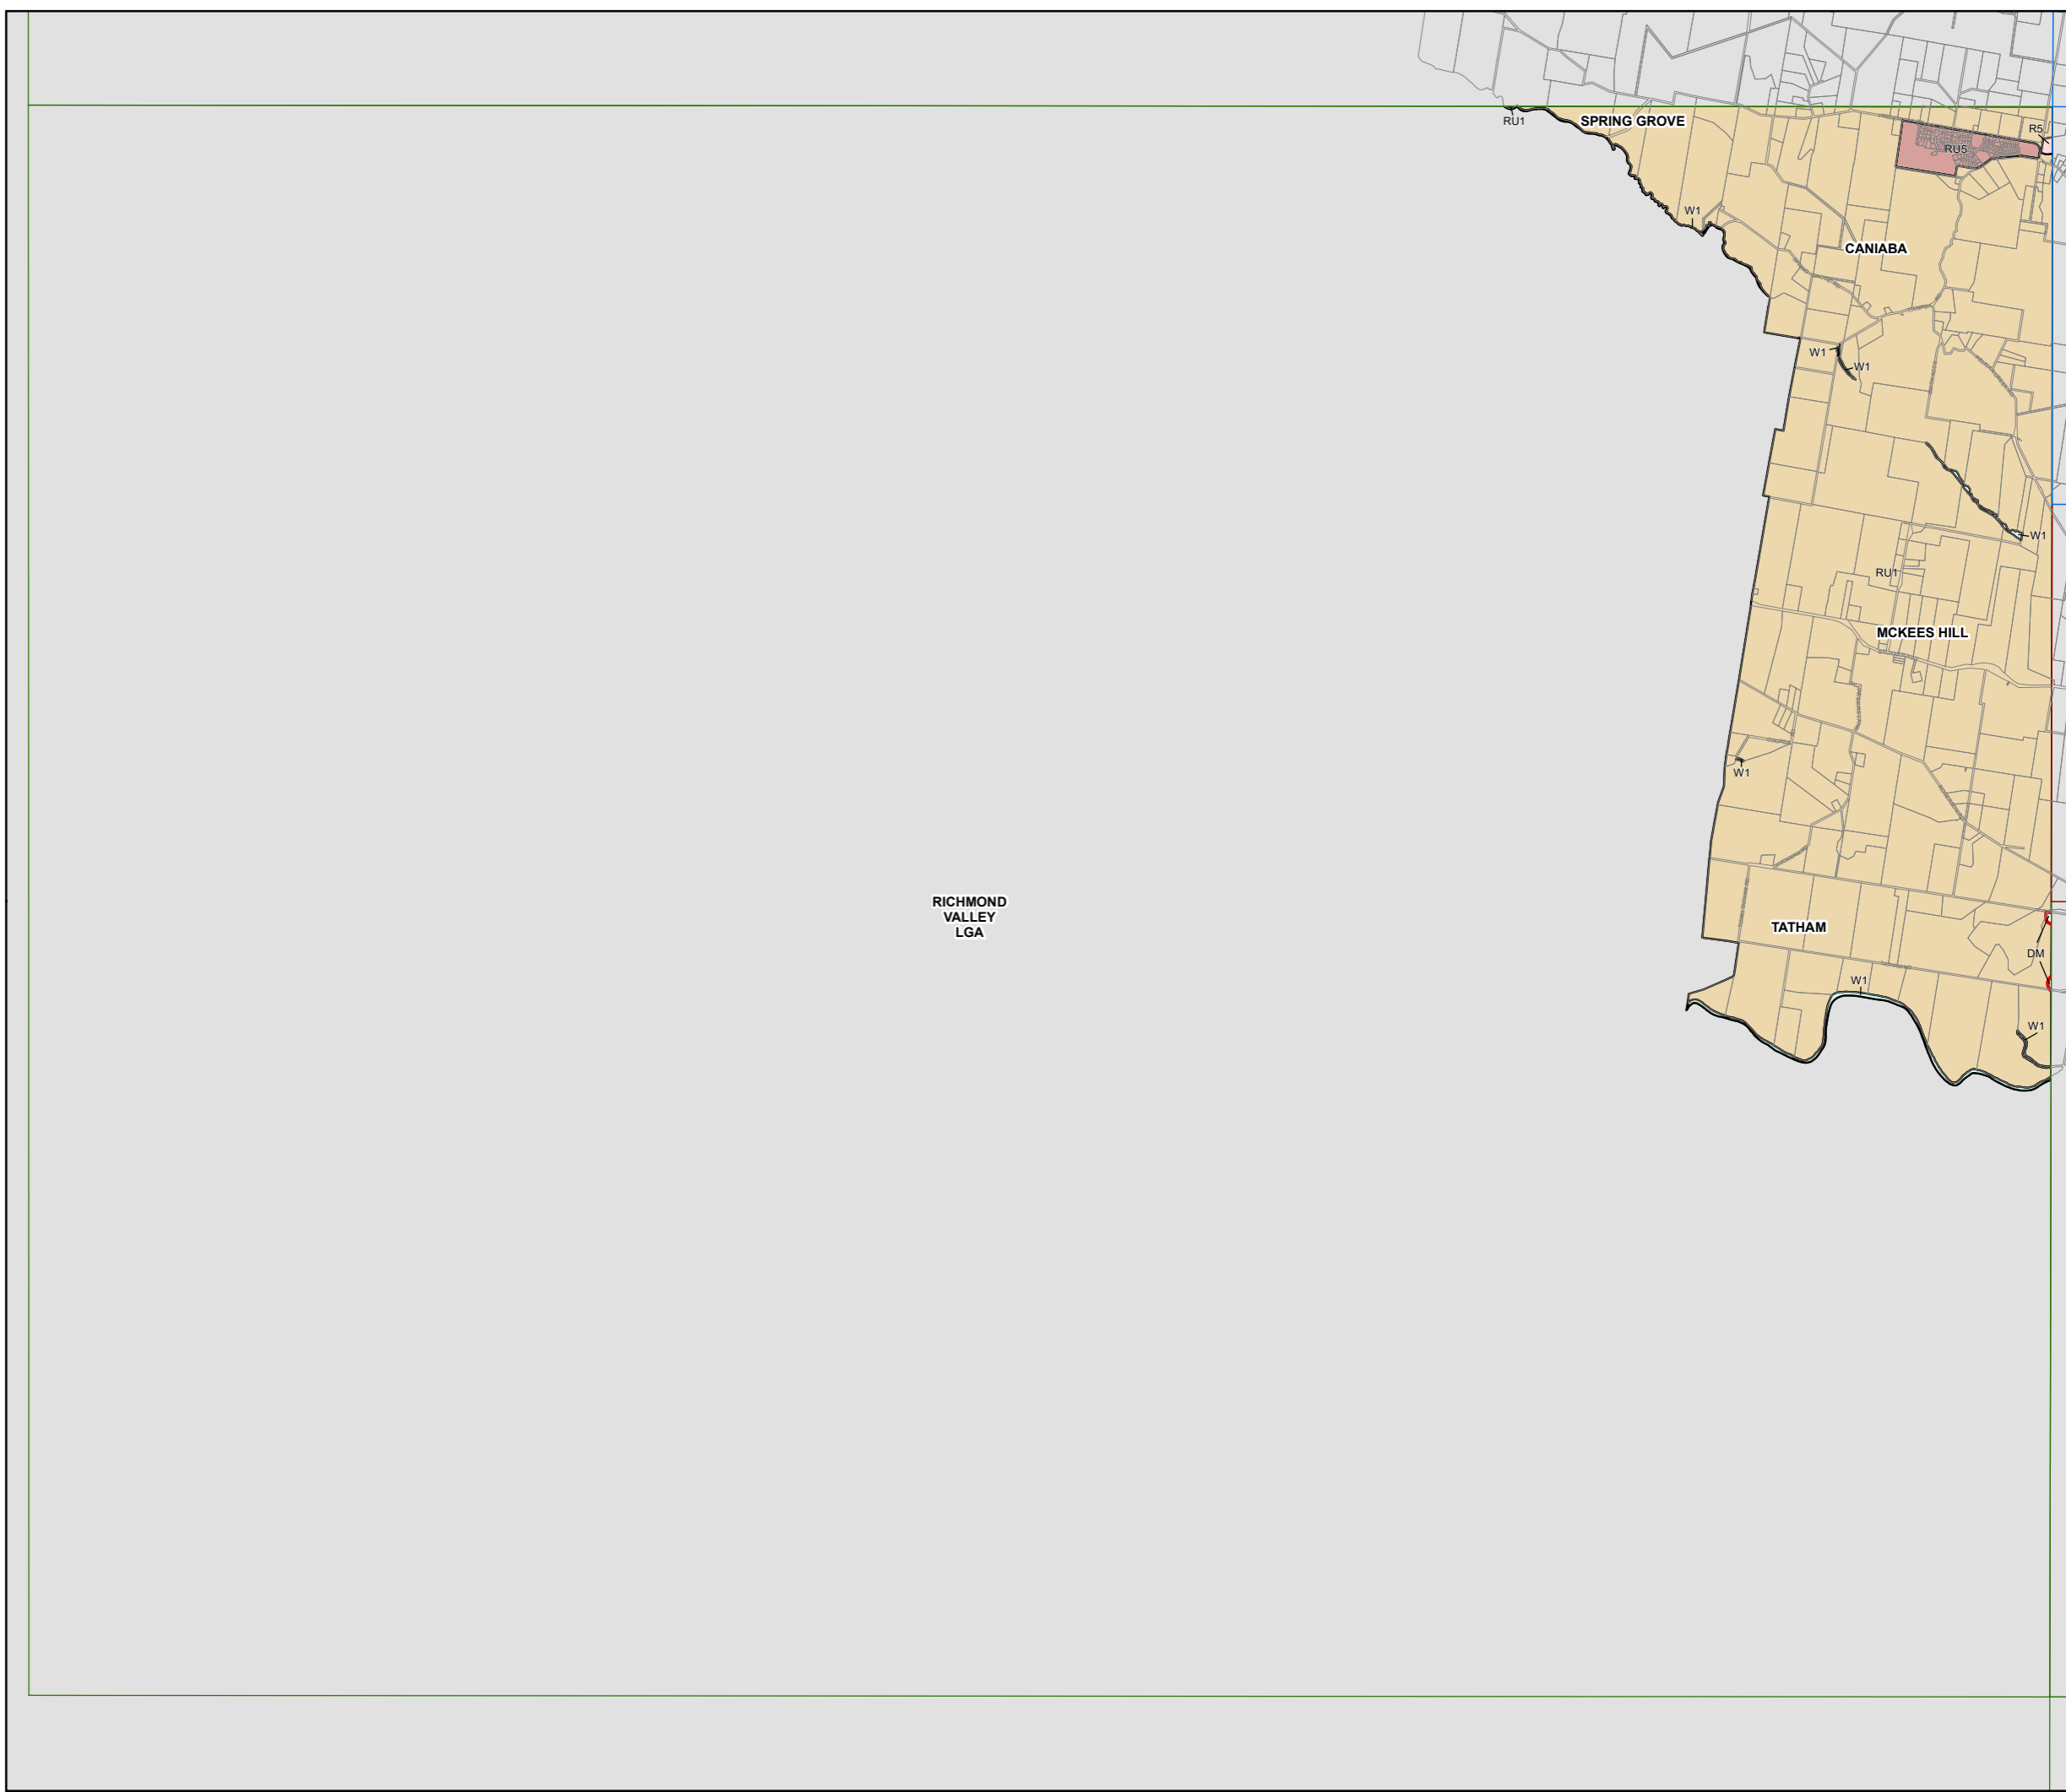 RU1
SPRING GROVE
R5
RU5
W1
CANIABA
W1
W1
W1
RU1
MCKEES HILL
W1
RICHMOND
VALLEY
LGA
TATHAM
DM
W1
W1